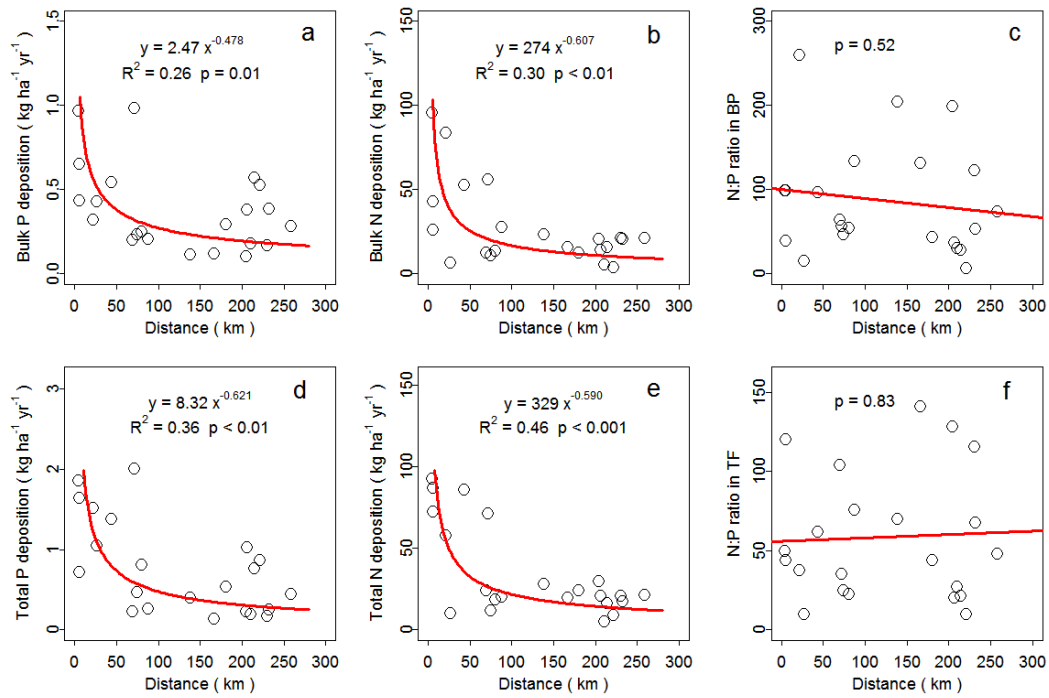 a
y = 2.47 x^-0.478
R^2 = 0.26 p = 0.01
Bulk P deposition ( kg ha^-1 yr^-1 )
0.0 0.5 1.0 1.5
0 50 100 150 200 250 300
Distance ( km )
b
y = 274 x^-0.607
R^2 = 0.30 p < 0.01
Bulk N deposition ( kg ha^-1 yr^-1 )
0 50 100 150
0 50 100 150 200 250 300
Distance ( km )
c
p = 0.52
N:P ratio in BP
0 100 200 300
0 50 100 150 200 250 300
Distance ( km )
d
y = 8.32 x^-0.621
R^2 = 0.36 p < 0.01
Total P deposition ( kg ha^-1 yr^-1 )
0 1 2 3
0 50 100 150 200 250 300
Distance ( km )
e
y = 329 x^-0.590
R^2 = 0.46 p < 0.001
Total N deposition ( kg ha^-1 yr^-1 )
0 50 100 150
0 50 100 150 200 250 300
Distance ( km )
f
p = 0.83
N:P ratio in TF
0 50 100 150
0 50 100 150 200 250 300
Distance ( km )